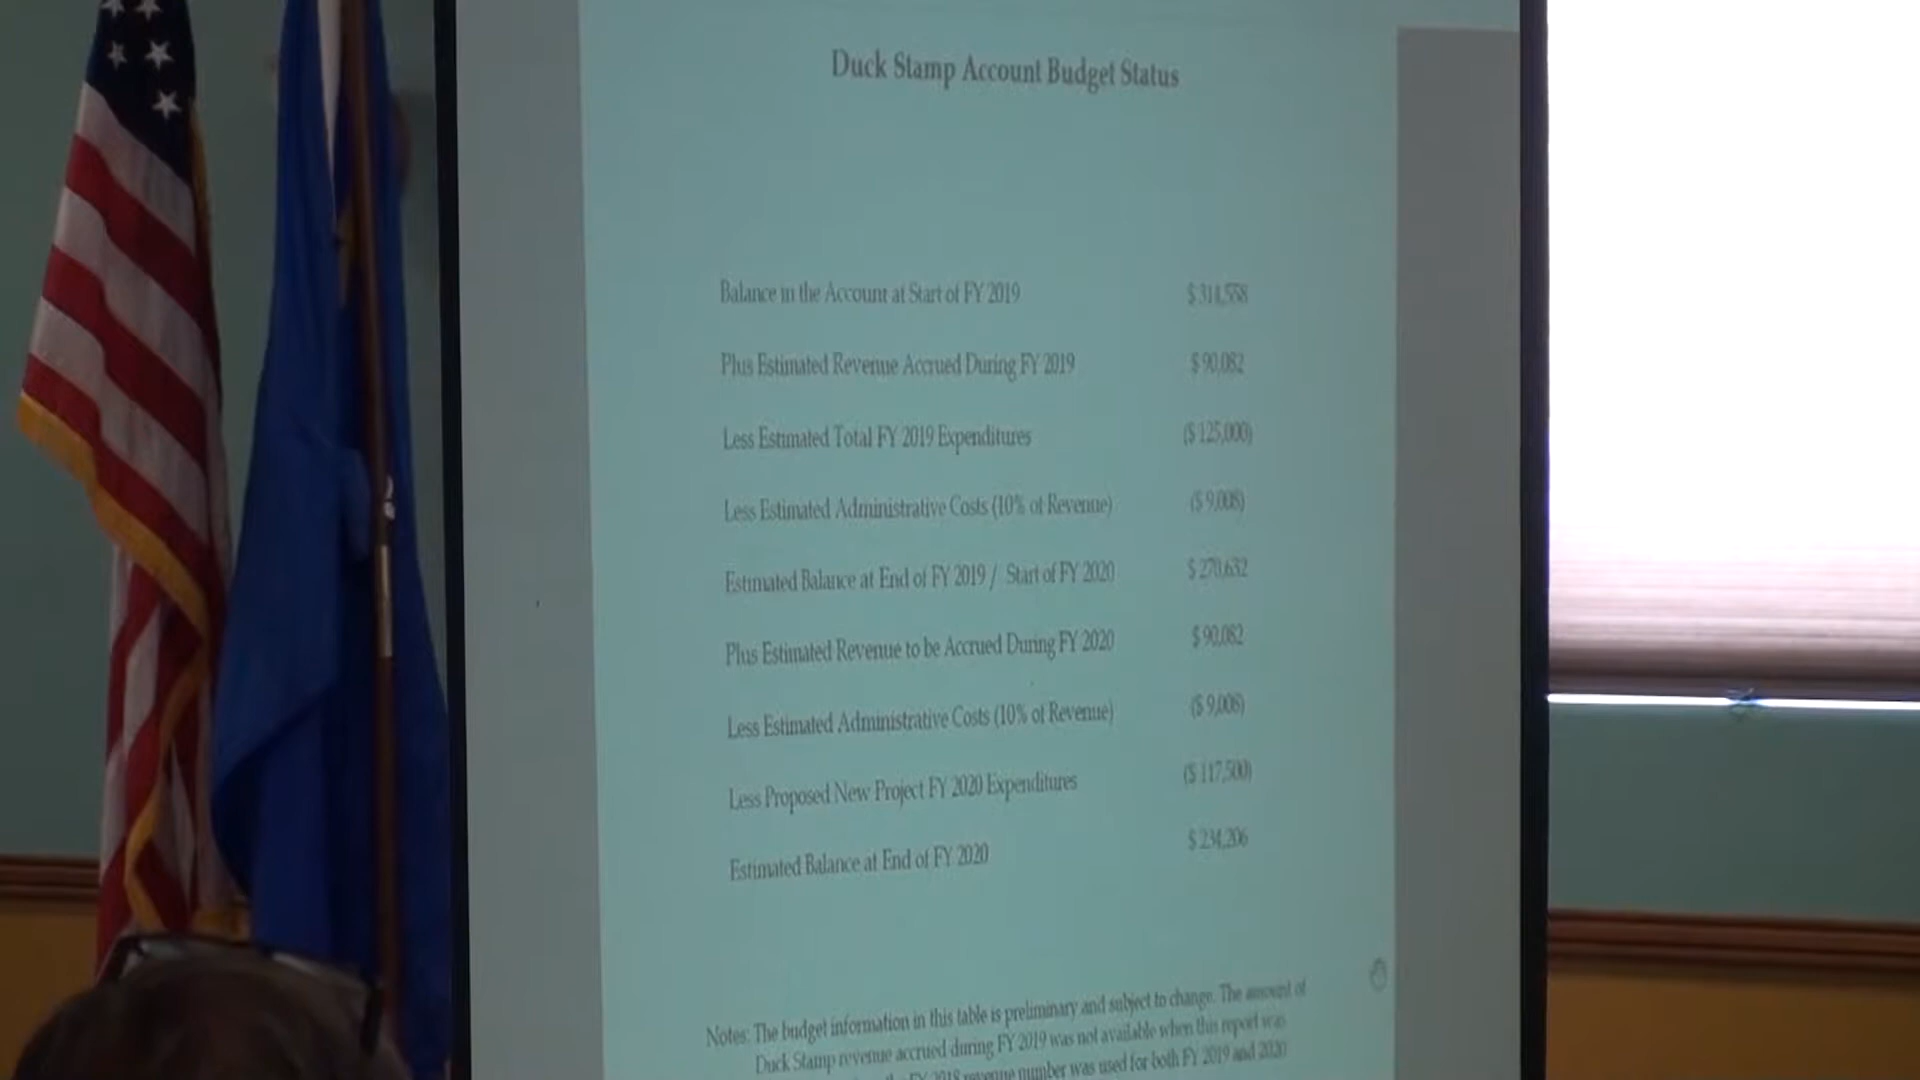 Duck Stamp Account Budget Status
Balance in the Account at Start of FY 2019 $ 314,558
Plus Estimated Revenue Accrued During FY 2019 $ 90,082
Less Estimated Total FY 2019 Expenditures ($ 125,000)
Less Estimated Administrative Costs (10% of Revenue) ($ 9,008)
Estimated Balance at End of FY 2019 / Start of FY 2020 $ 270,632
Plus Estimated Revenue to be Accrued During FY 2020 $ 90,082
Less Estimated Administrative Costs (10% of Revenue) ($ 9,008)
Less Proposed New Project FY 2020 Expenditures ($ 117,500)
Estimated Balance at End of FY 2020 $ 234,206
Notes: The budget information in this table is preliminary and subject to change. The amount of
Duck Stamp revenue accrued during FY 2019 was not available when this report was
FY 2018 revenue number was used for both FY 2019 and 2020